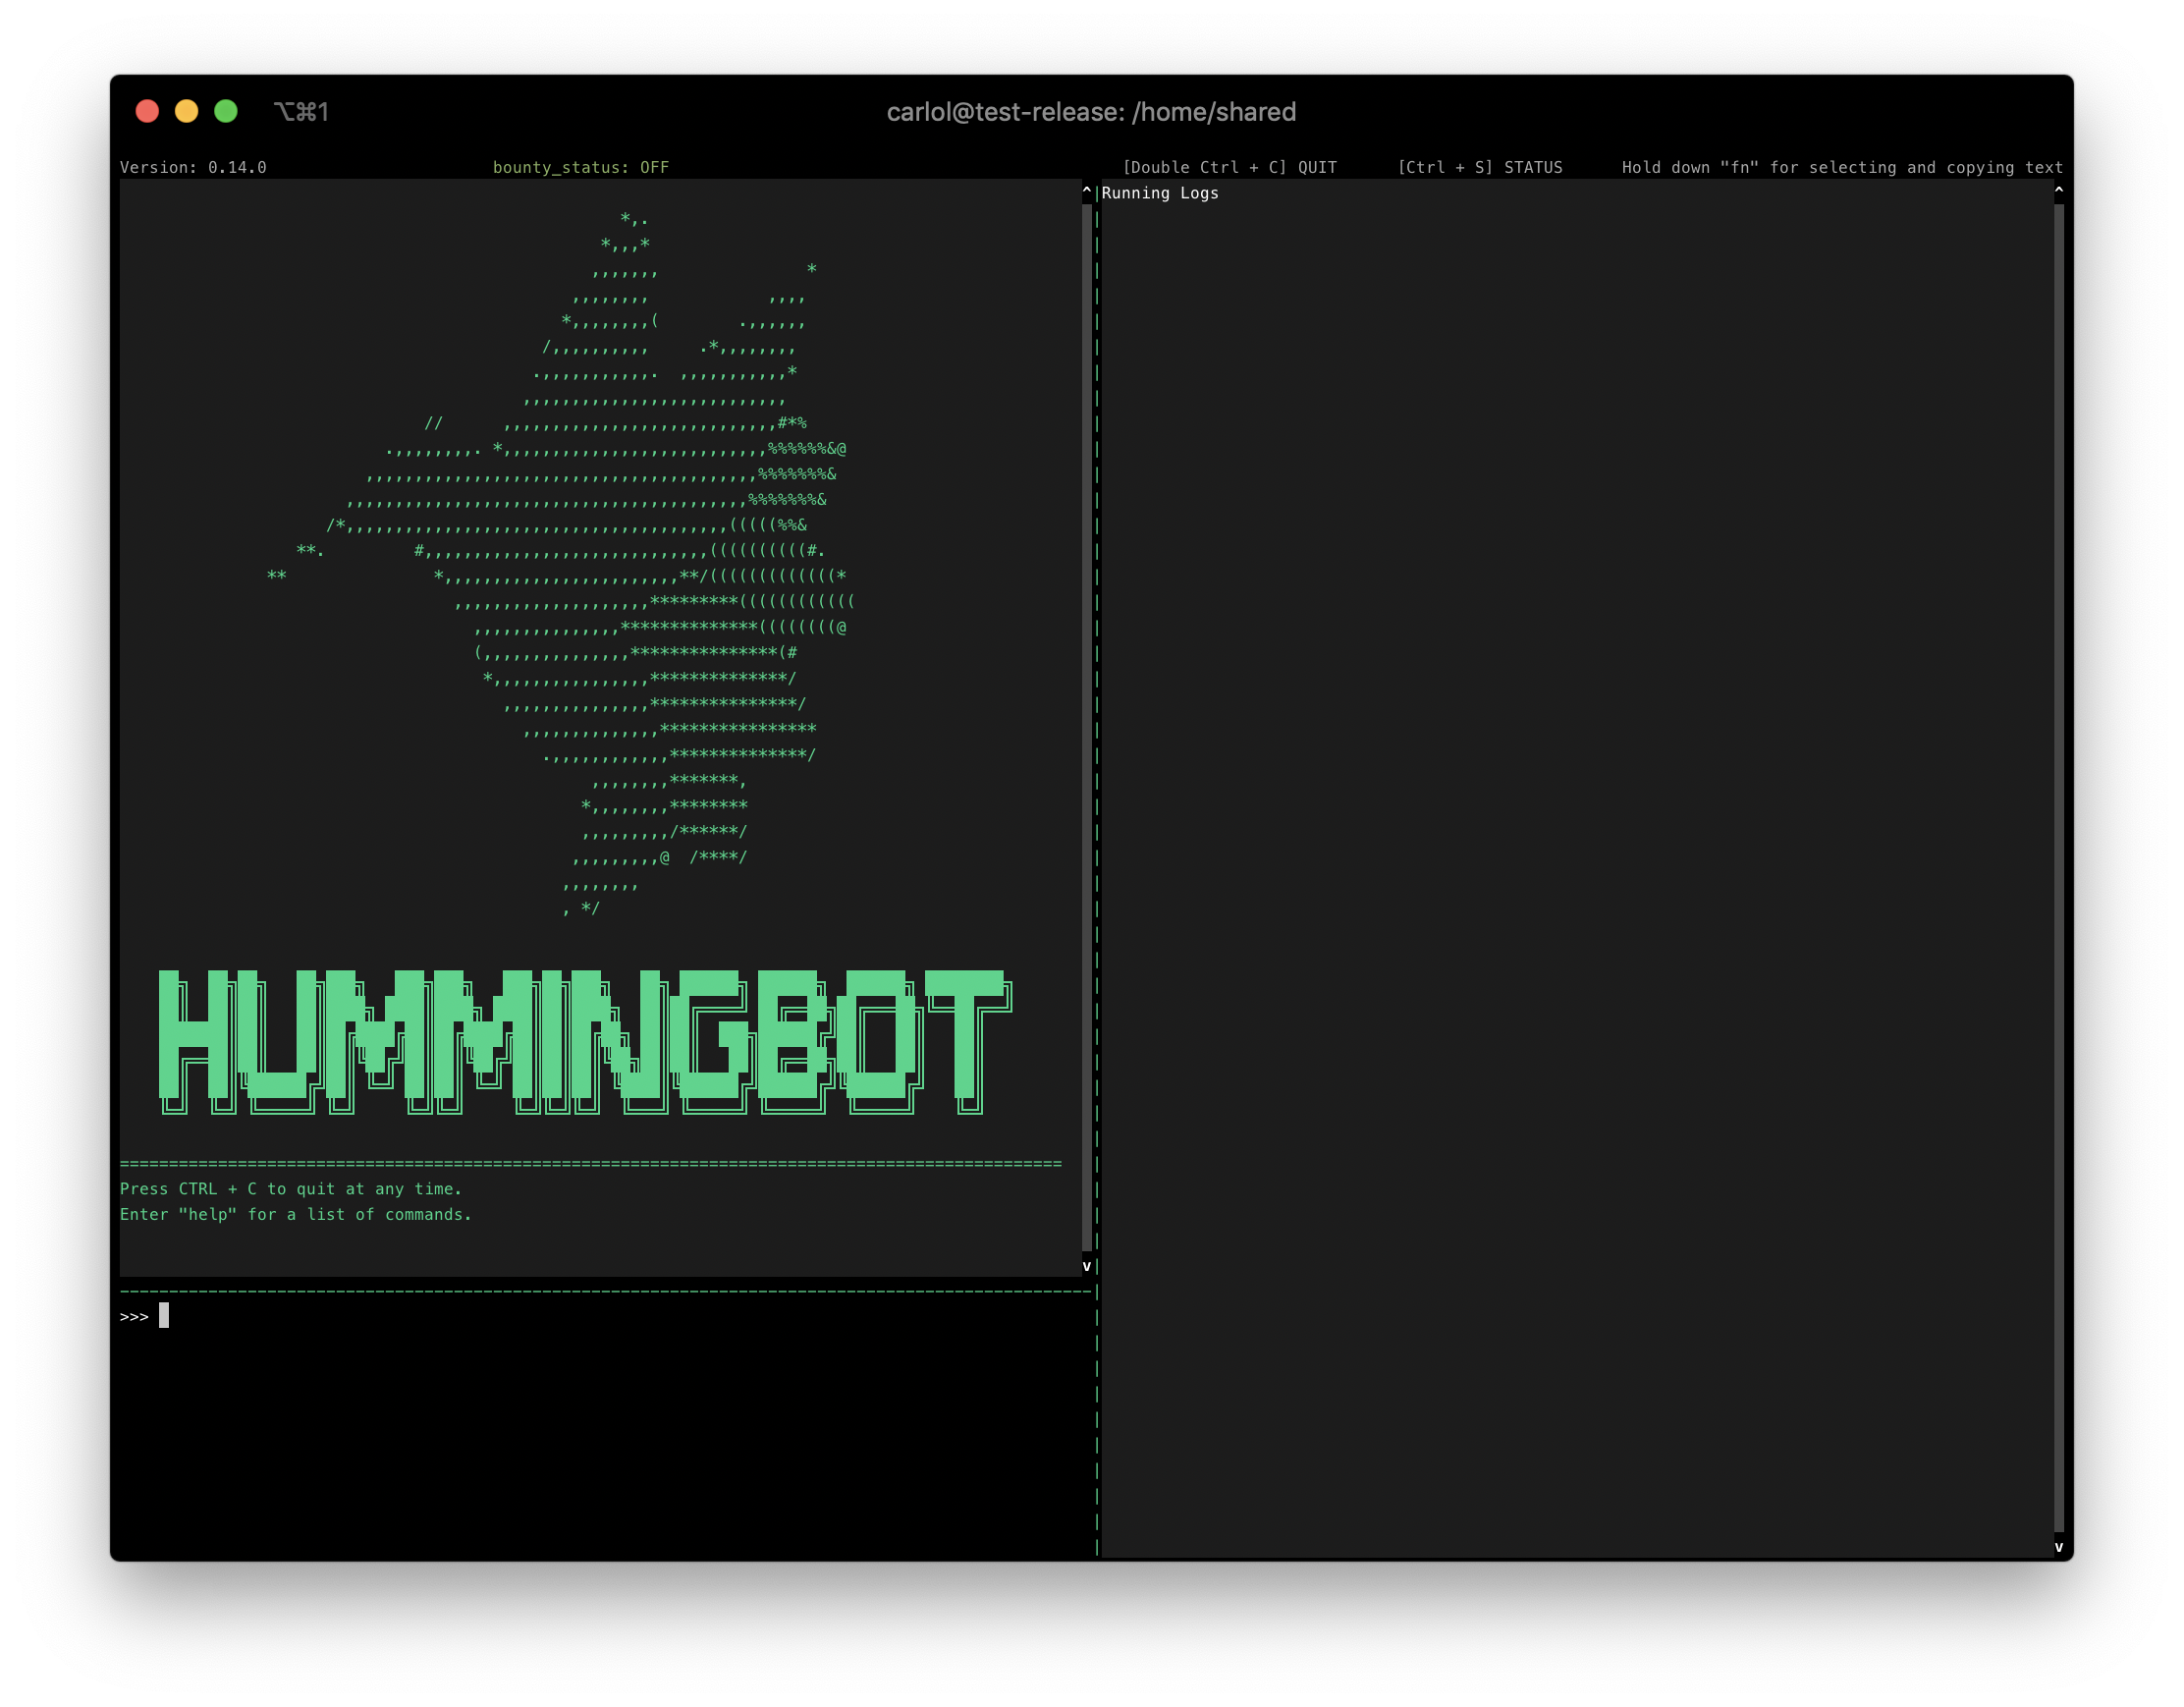 ⌥⌘1
carlol@test-release: /home/shared
Version: 0.14.0 bounty_status: OFF [Double Ctrl + C] QUIT [Ctrl + S] STATUS Hold down "fn" for selecting and copying text
Running Logs
HUMMINGBOT
Press CTRL + C to quit at any time.
Enter "help" for a list of commands.
>>>